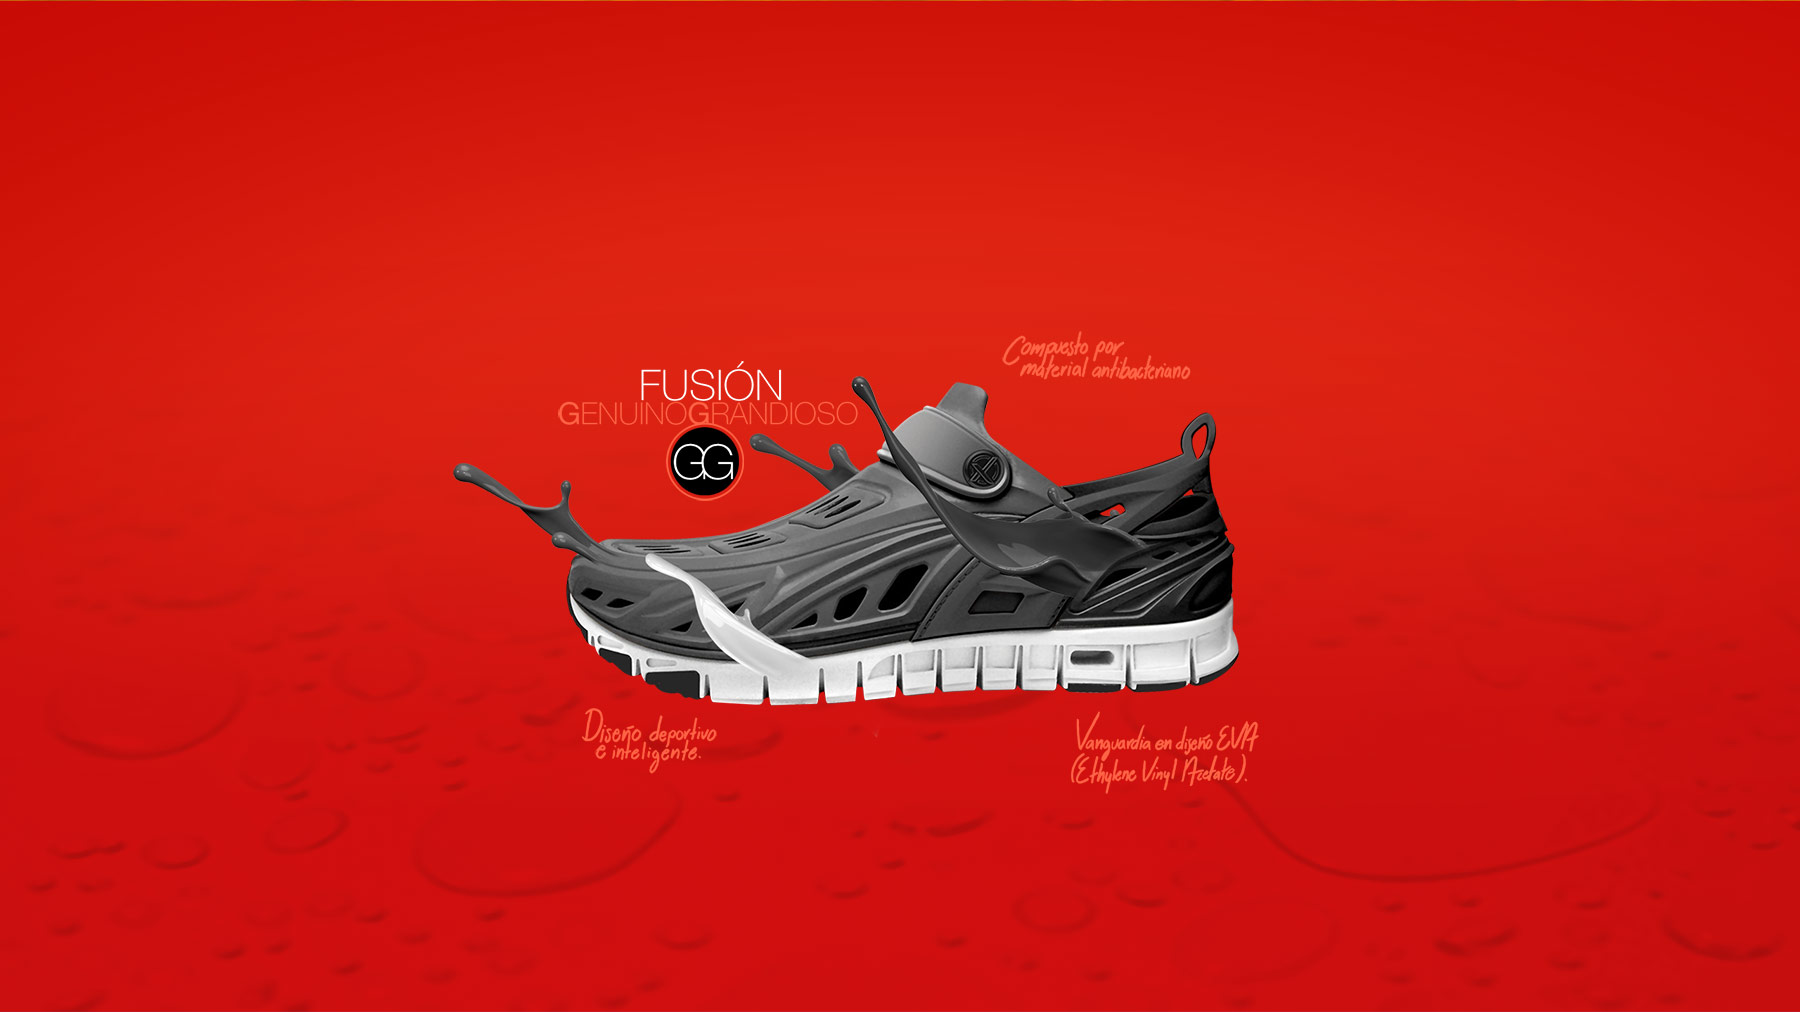 Compuesto por
material antibacteriano
FUSIÓN
GENUINOGRANDIOSO
GG
Diseño deportivo
e inteligente.
Vanguardia en diseño EVA
(Ethylene Vinyl Acetate).